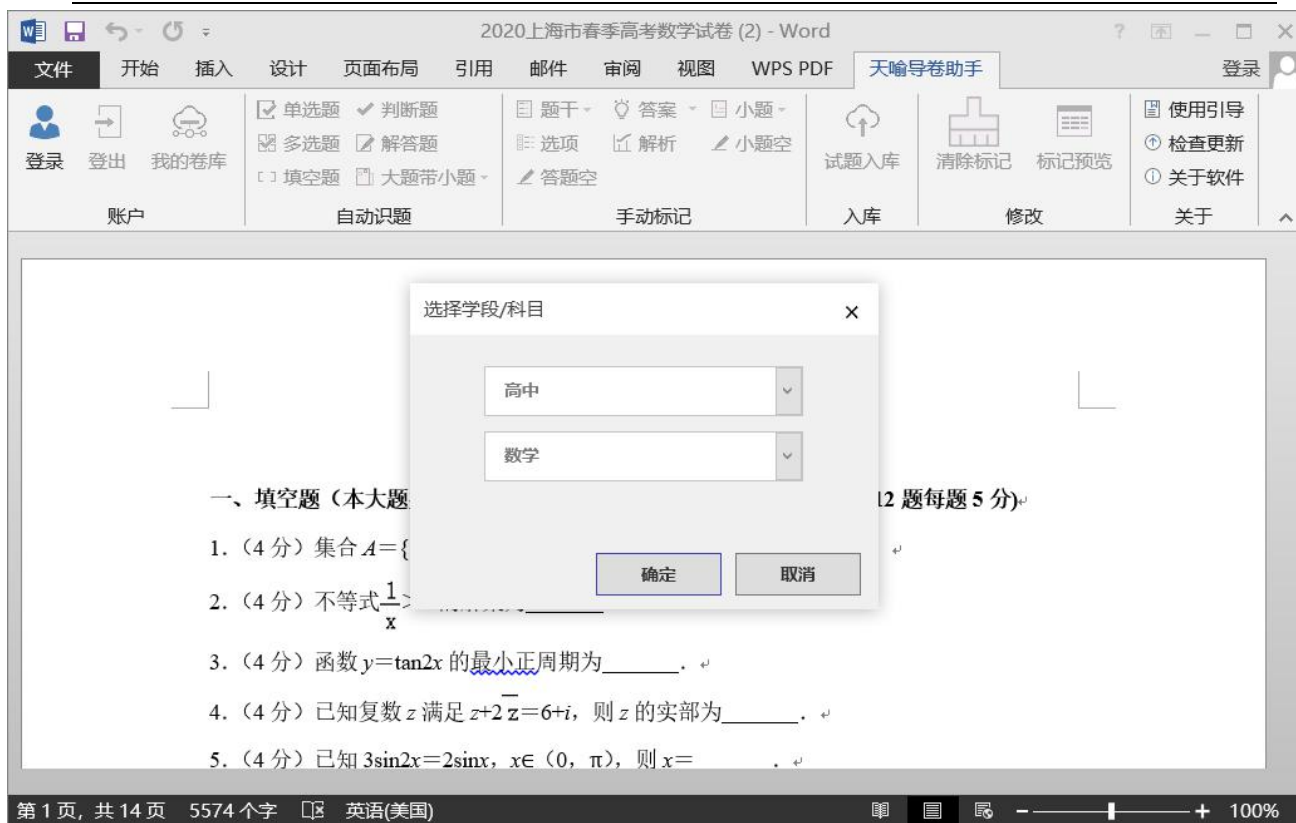 2020上海市春季高考数学试卷 (2) - Word
文件 开始 插入 设计 页面布局 引用 邮件 审阅 视图 WPS PDF 天喻导卷助手 登录
单选题 判断题 题干 答案 小题 使用引导
多选题 解答题 选项 解析 小题空 检查更新
登录 登出 我的卷库 试题入库 清除标记 标记预览
填空题 大题带小题 答题空 关于软件
账户 自动识题 手动标记 入库 修改 关于
选择学段/科目
高中
数学
确定 取消
一、填空题（本大题 12 题每题 5 分)
1.（4 分）集合 A＝{
2.（4 分）不等式 1/x >
3.（4 分）函数 y＝tan2x 的最小正周期为_______．
4.（4 分）已知复数 z 满足 z+2z̅＝6+i，则 z 的实部为_______．
5.（4 分）已知 3sin2x＝2sinx，x∈（0，π），则 x＝_______．
第 1 页, 共 14 页 5574 个字 英语(美国) 100%